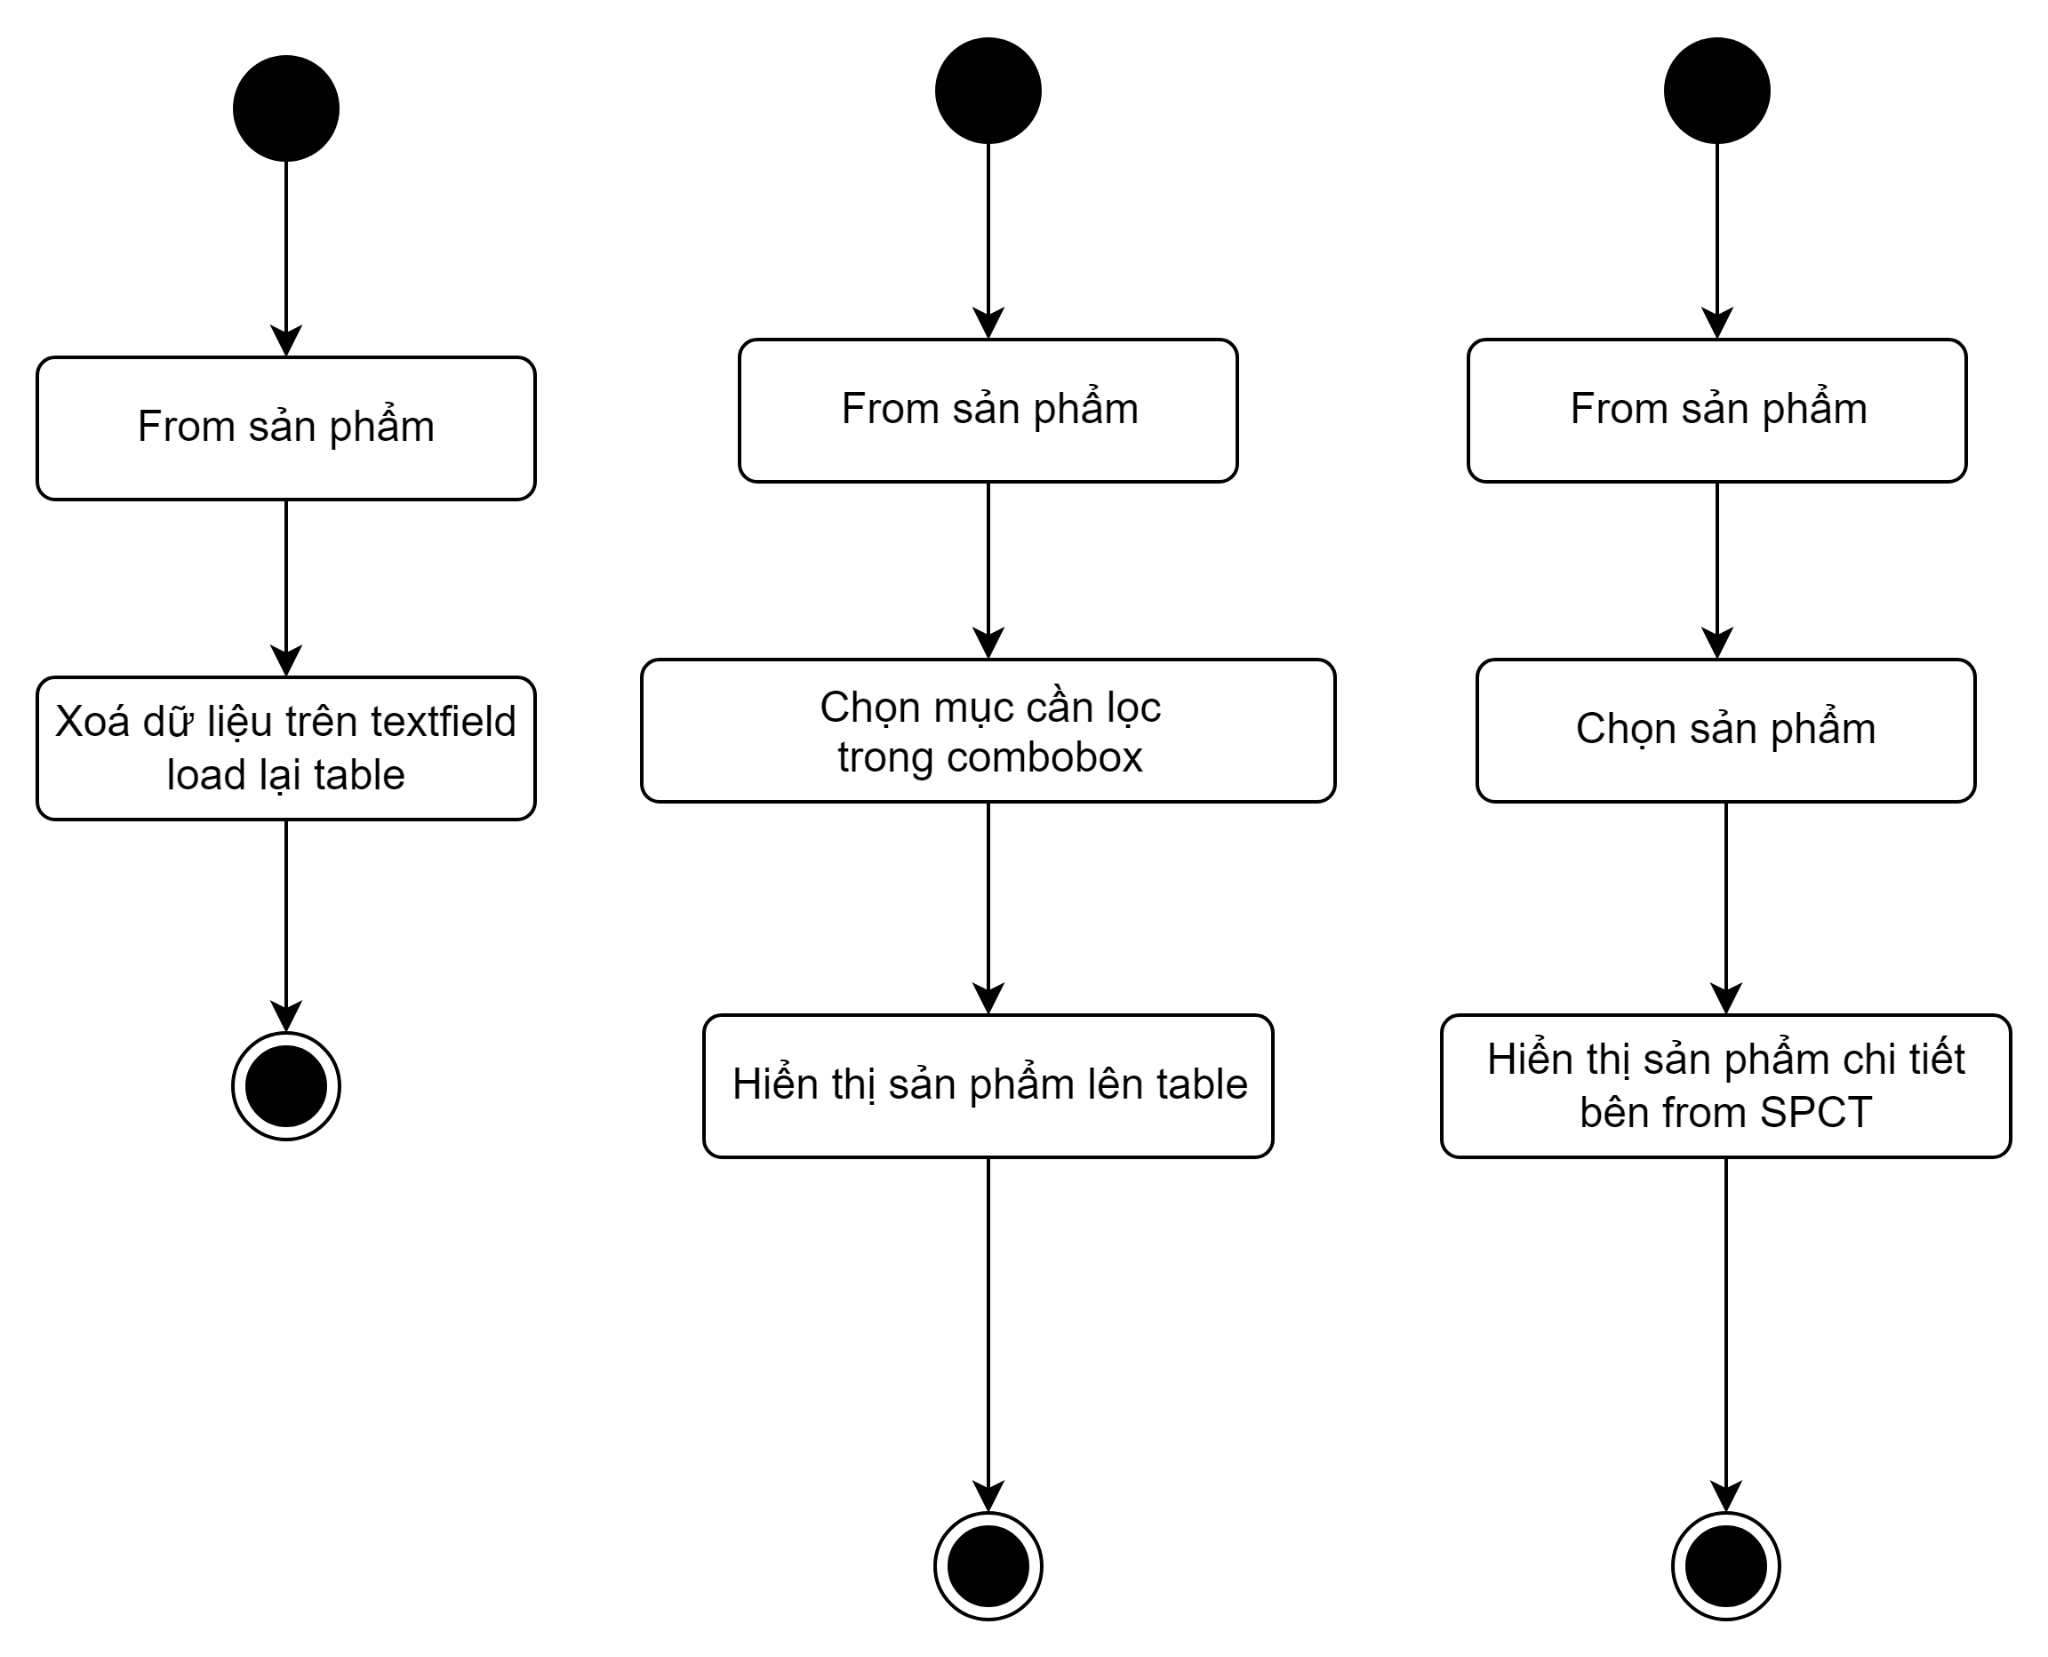 From sản phẩm
Xoá dữ liệu trên textfield
load lại table
From sản phẩm
Chọn mục cần lọc
trong combobox
Hiển thị sản phẩm lên table
From sản phẩm
Chọn sản phẩm
Hiển thị sản phẩm chi tiết
bên from SPCT